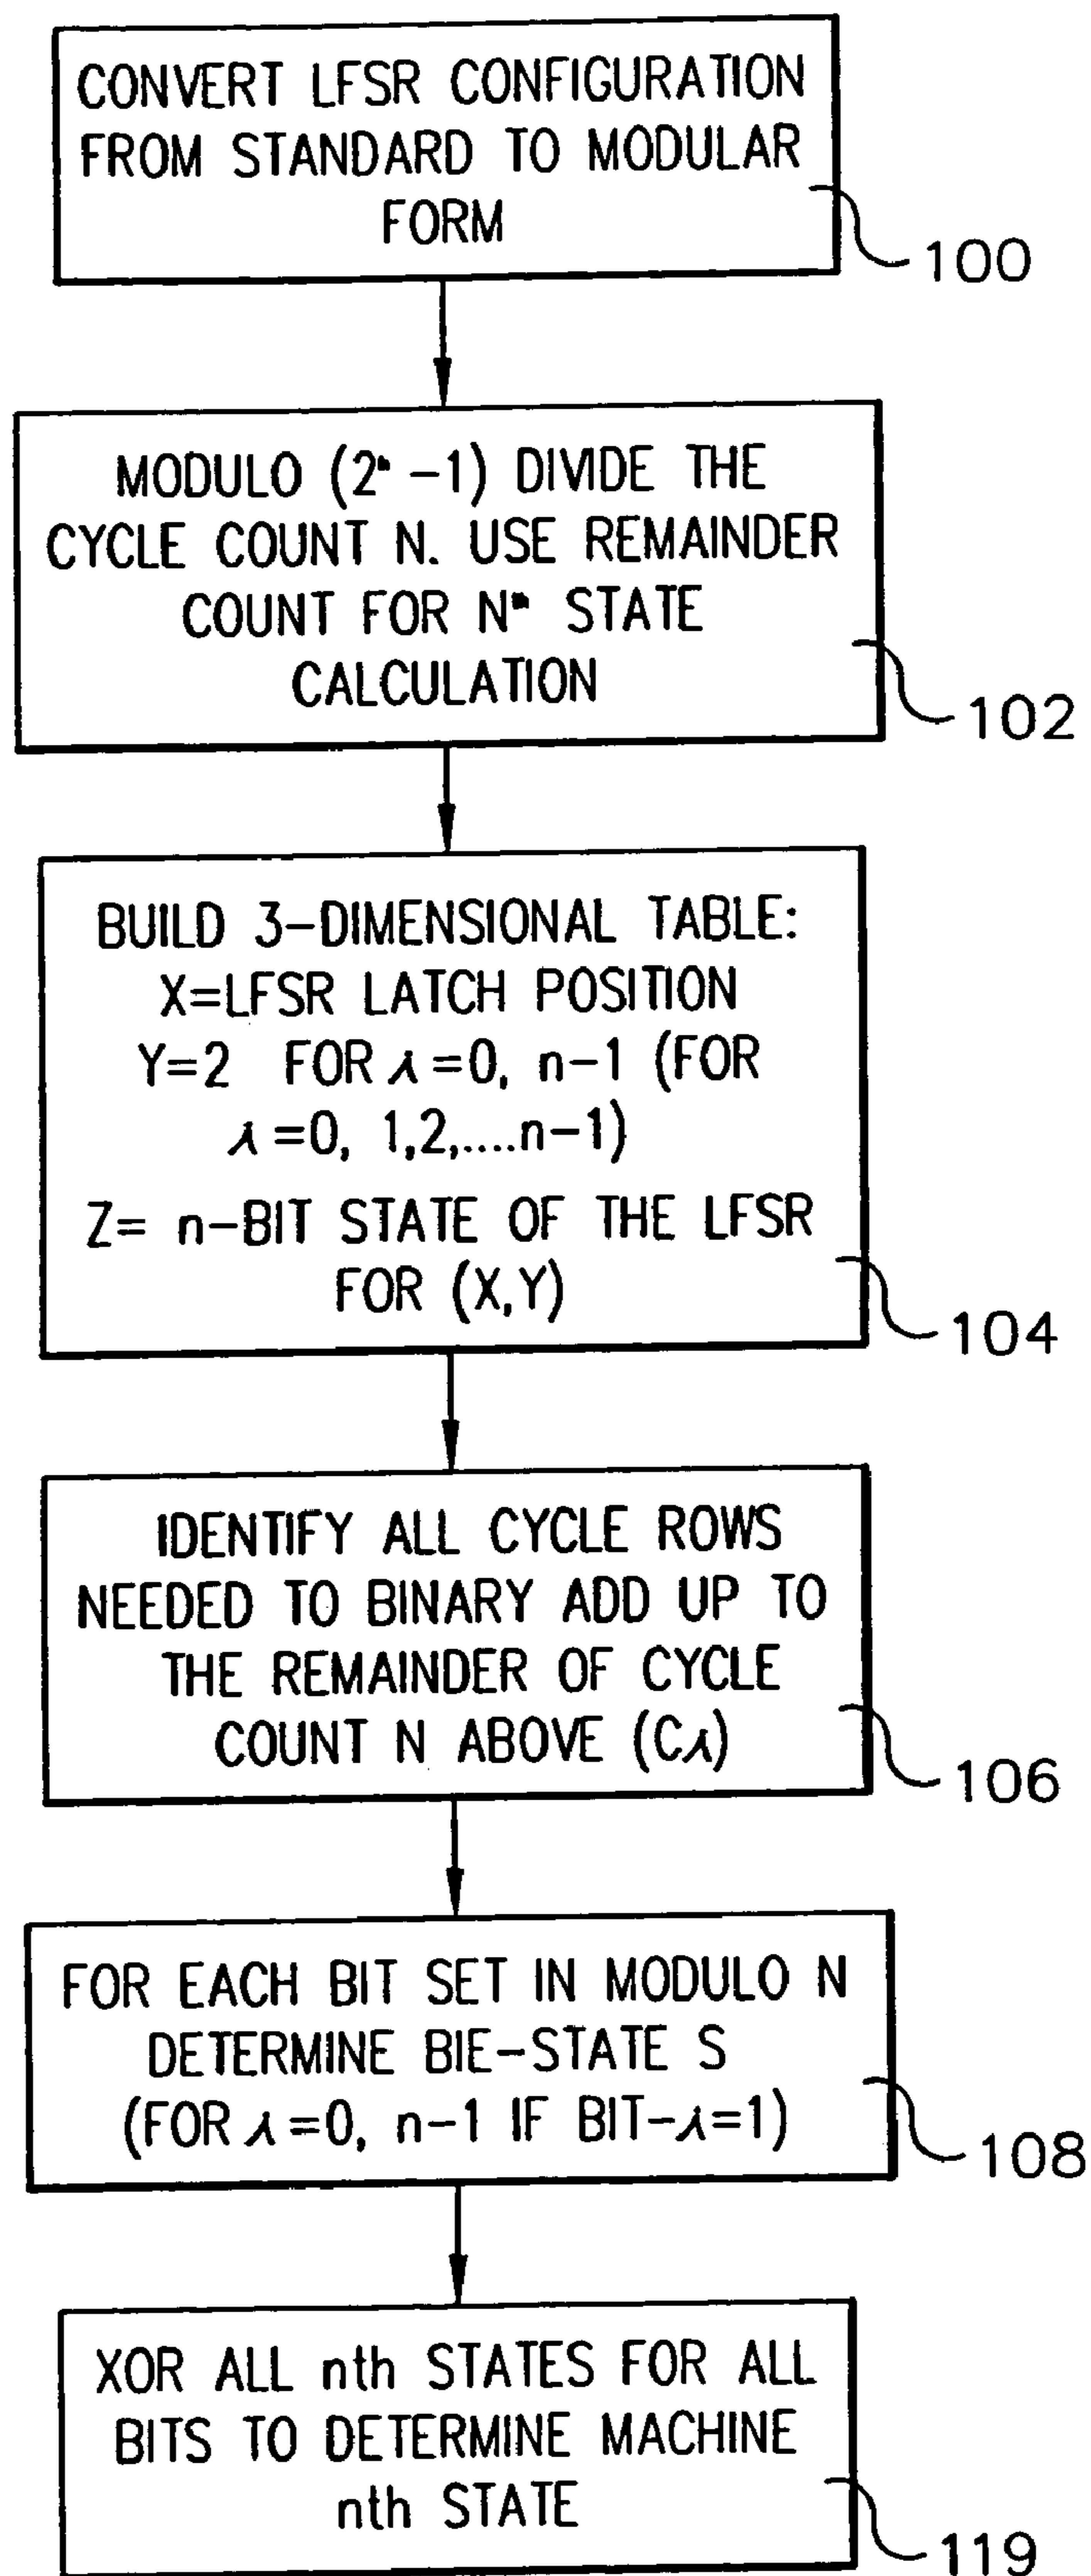 CONVERT LFSR CONFIGURATION
FROM STANDARD TO MODULAR
FORM
100
MODULO (2ⁿ -1) DIVIDE THE
CYCLE COUNT N. USE REMAINDER
COUNT FOR STATE
CALCULATION
102
BUILD 3-DIMENSIONAL TABLE:
X=LFSR LATCH POSITION
Y=2 FOR i=0, n-1 (FOR
i=0, 1,2,....n-1)
Z= n-BIT STATE OF THE LFSR
FOR (X,Y)
104
IDENTIFY ALL CYCLE ROWS
NEEDED TO BINARY ADD UP TO
THE REMAINDER OF CYCLE
COUNT N ABOVE (Ci)
106
FOR EACH BIT SET IN MODULO N
DETERMINE BIE-STATE S
(FOR i=0, n-1 IF BIT-i=1)
108
XOR ALL nth STATES FOR ALL
BITS TO DETERMINE MACHINE
nth STATE
119